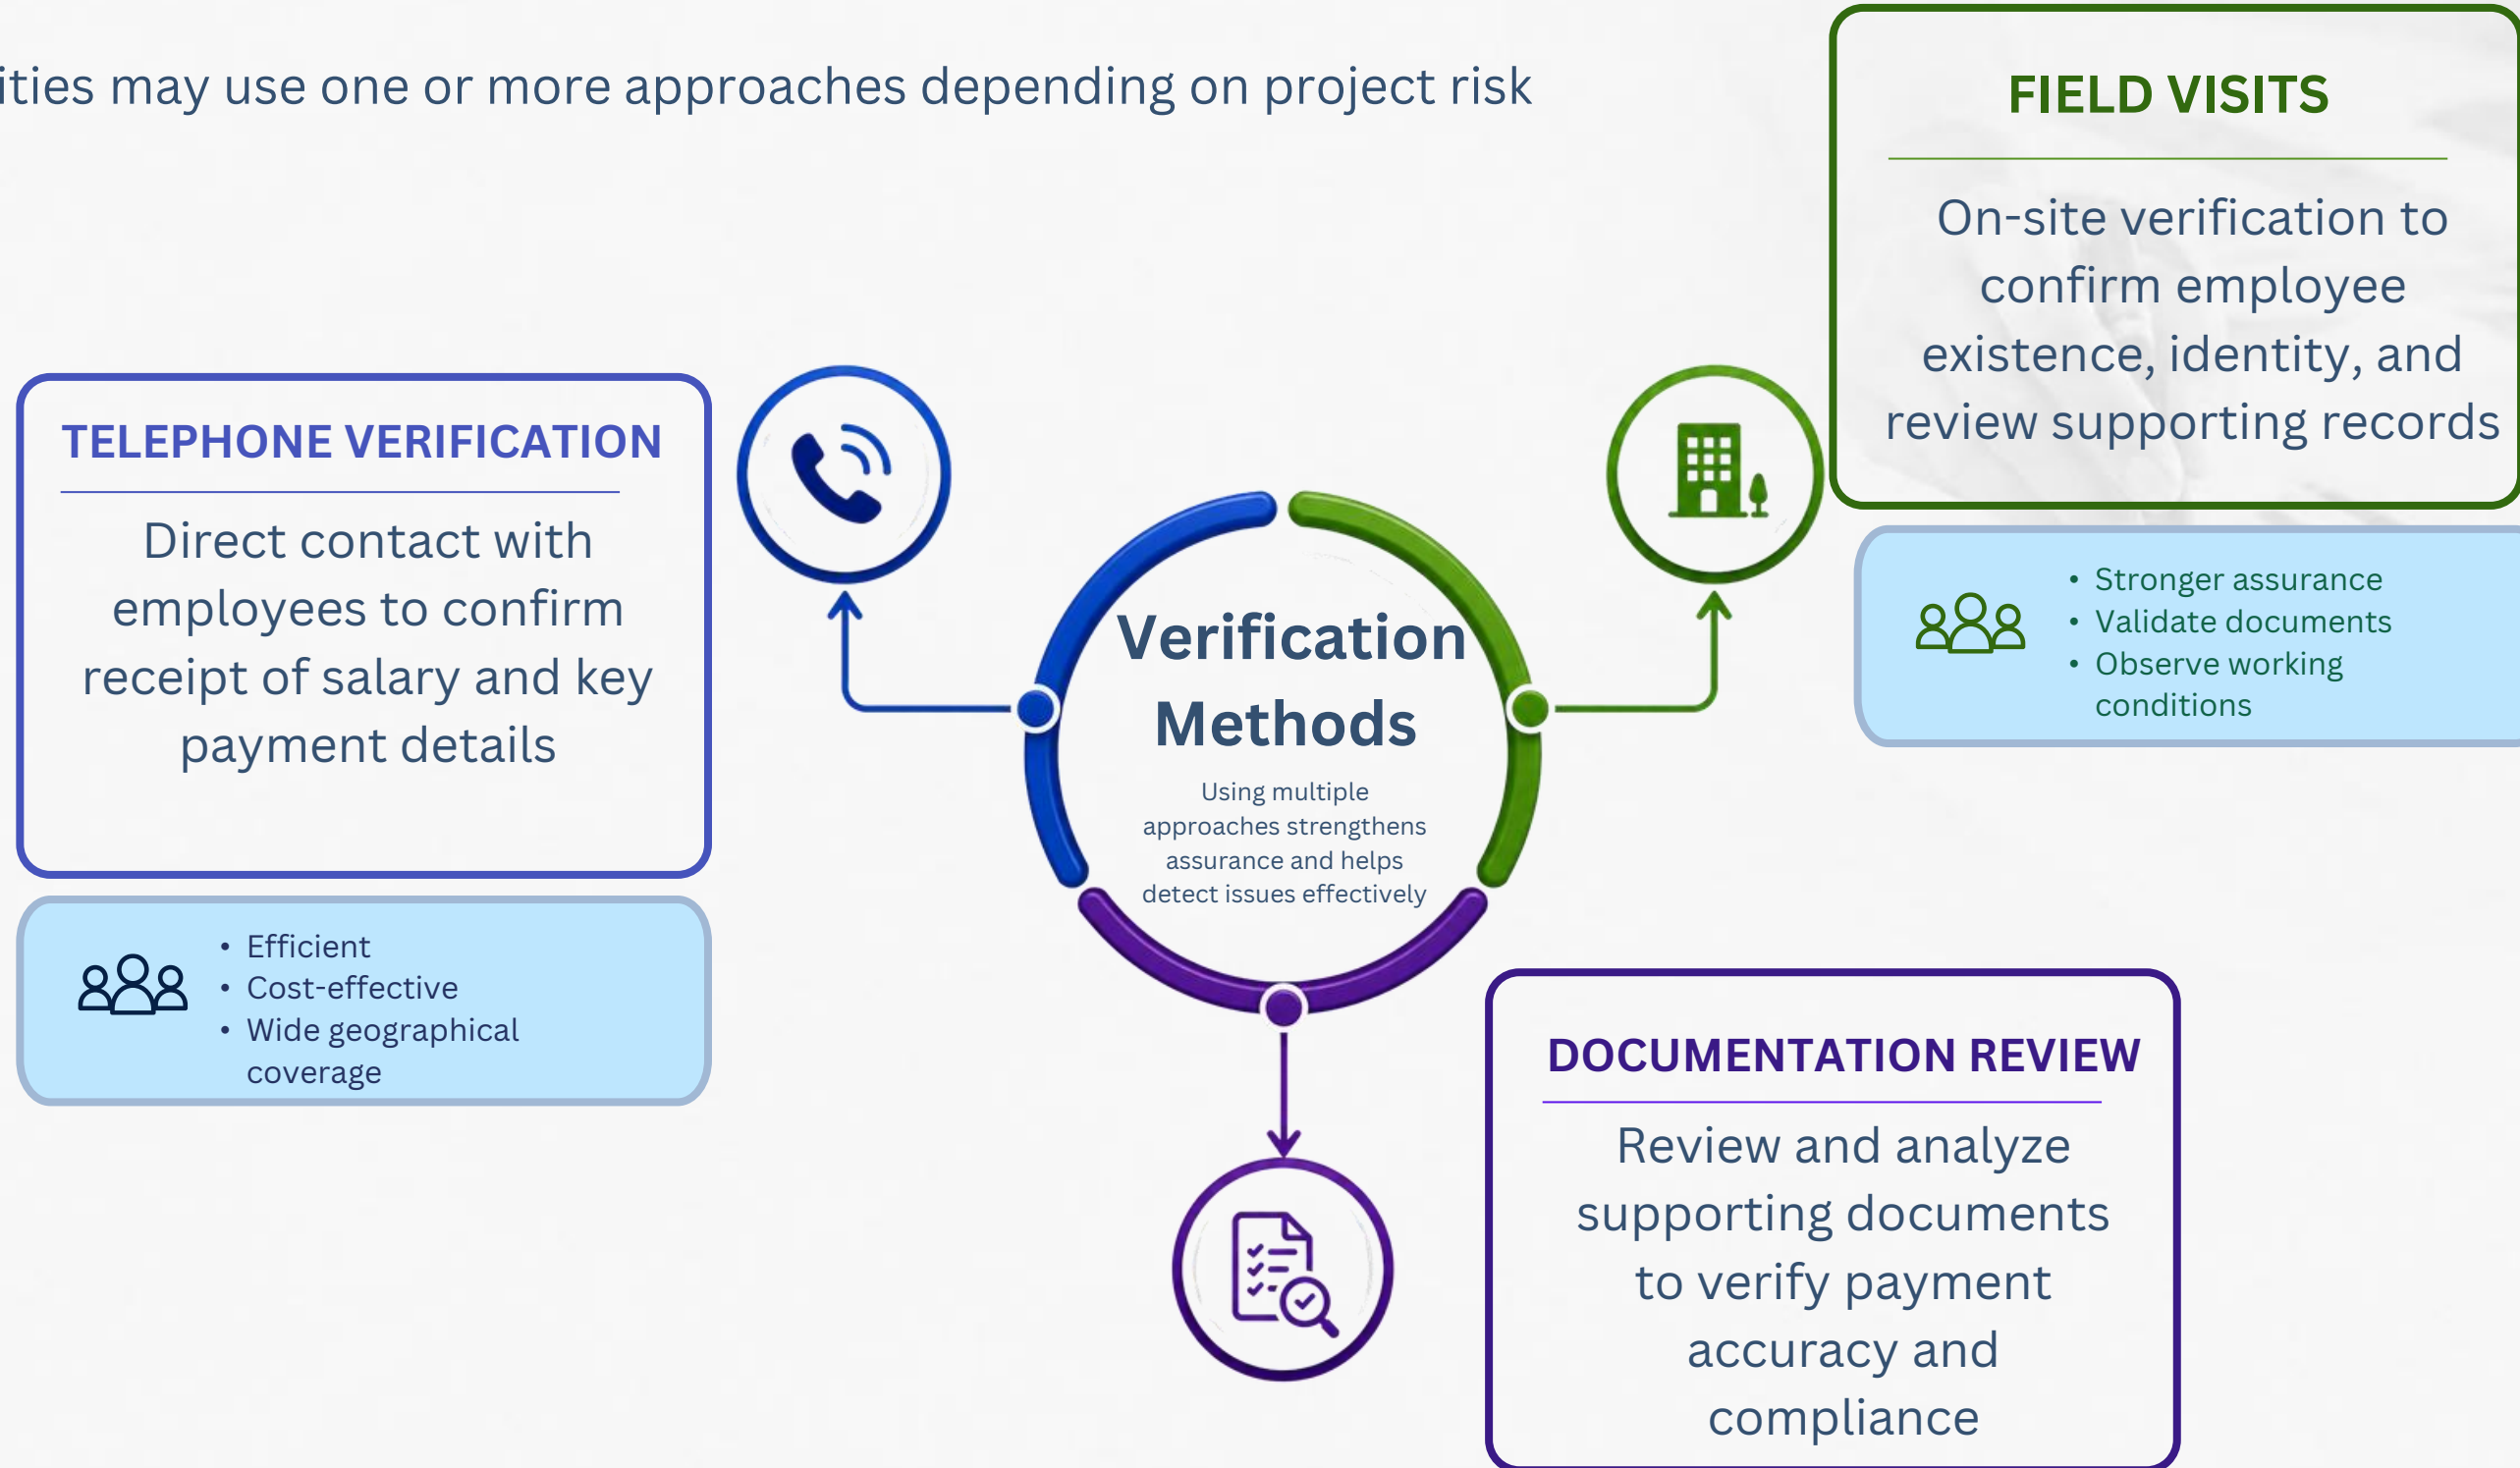 ities may use one or more approaches depending on project risk
FIELD VISITS
On-site verification to
confirm employee
existence, identity, and
review supporting records
Stronger assurance
Validate documents
Observe working
conditions
TELEPHONE VERIFICATION
Direct contact with
employees to confirm
receipt of salary and key
payment details
Efficient
Cost-effective
Wide geographical
coverage
Verification
Methods
Using multiple
approaches strengthens
assurance and helps
detect issues effectively
DOCUMENTATION REVIEW
Review and analyze
supporting documents
to verify payment
accuracy and
compliance